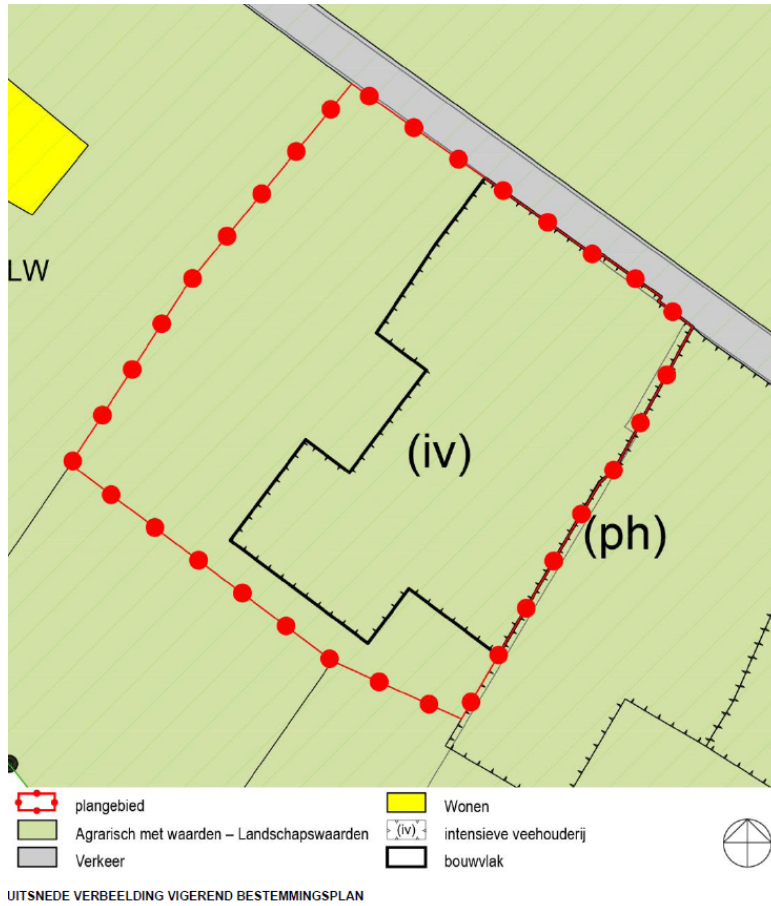 LW
(iv)
(ph)
plangebied
Agrarisch met waarden – Landschapswaarden
Verkeer
Wonen
(iv) intensieve veehouderij
bouwvlak
UITSNEDE VERBEELDING VIGEREND BESTEMMINGSPLAN